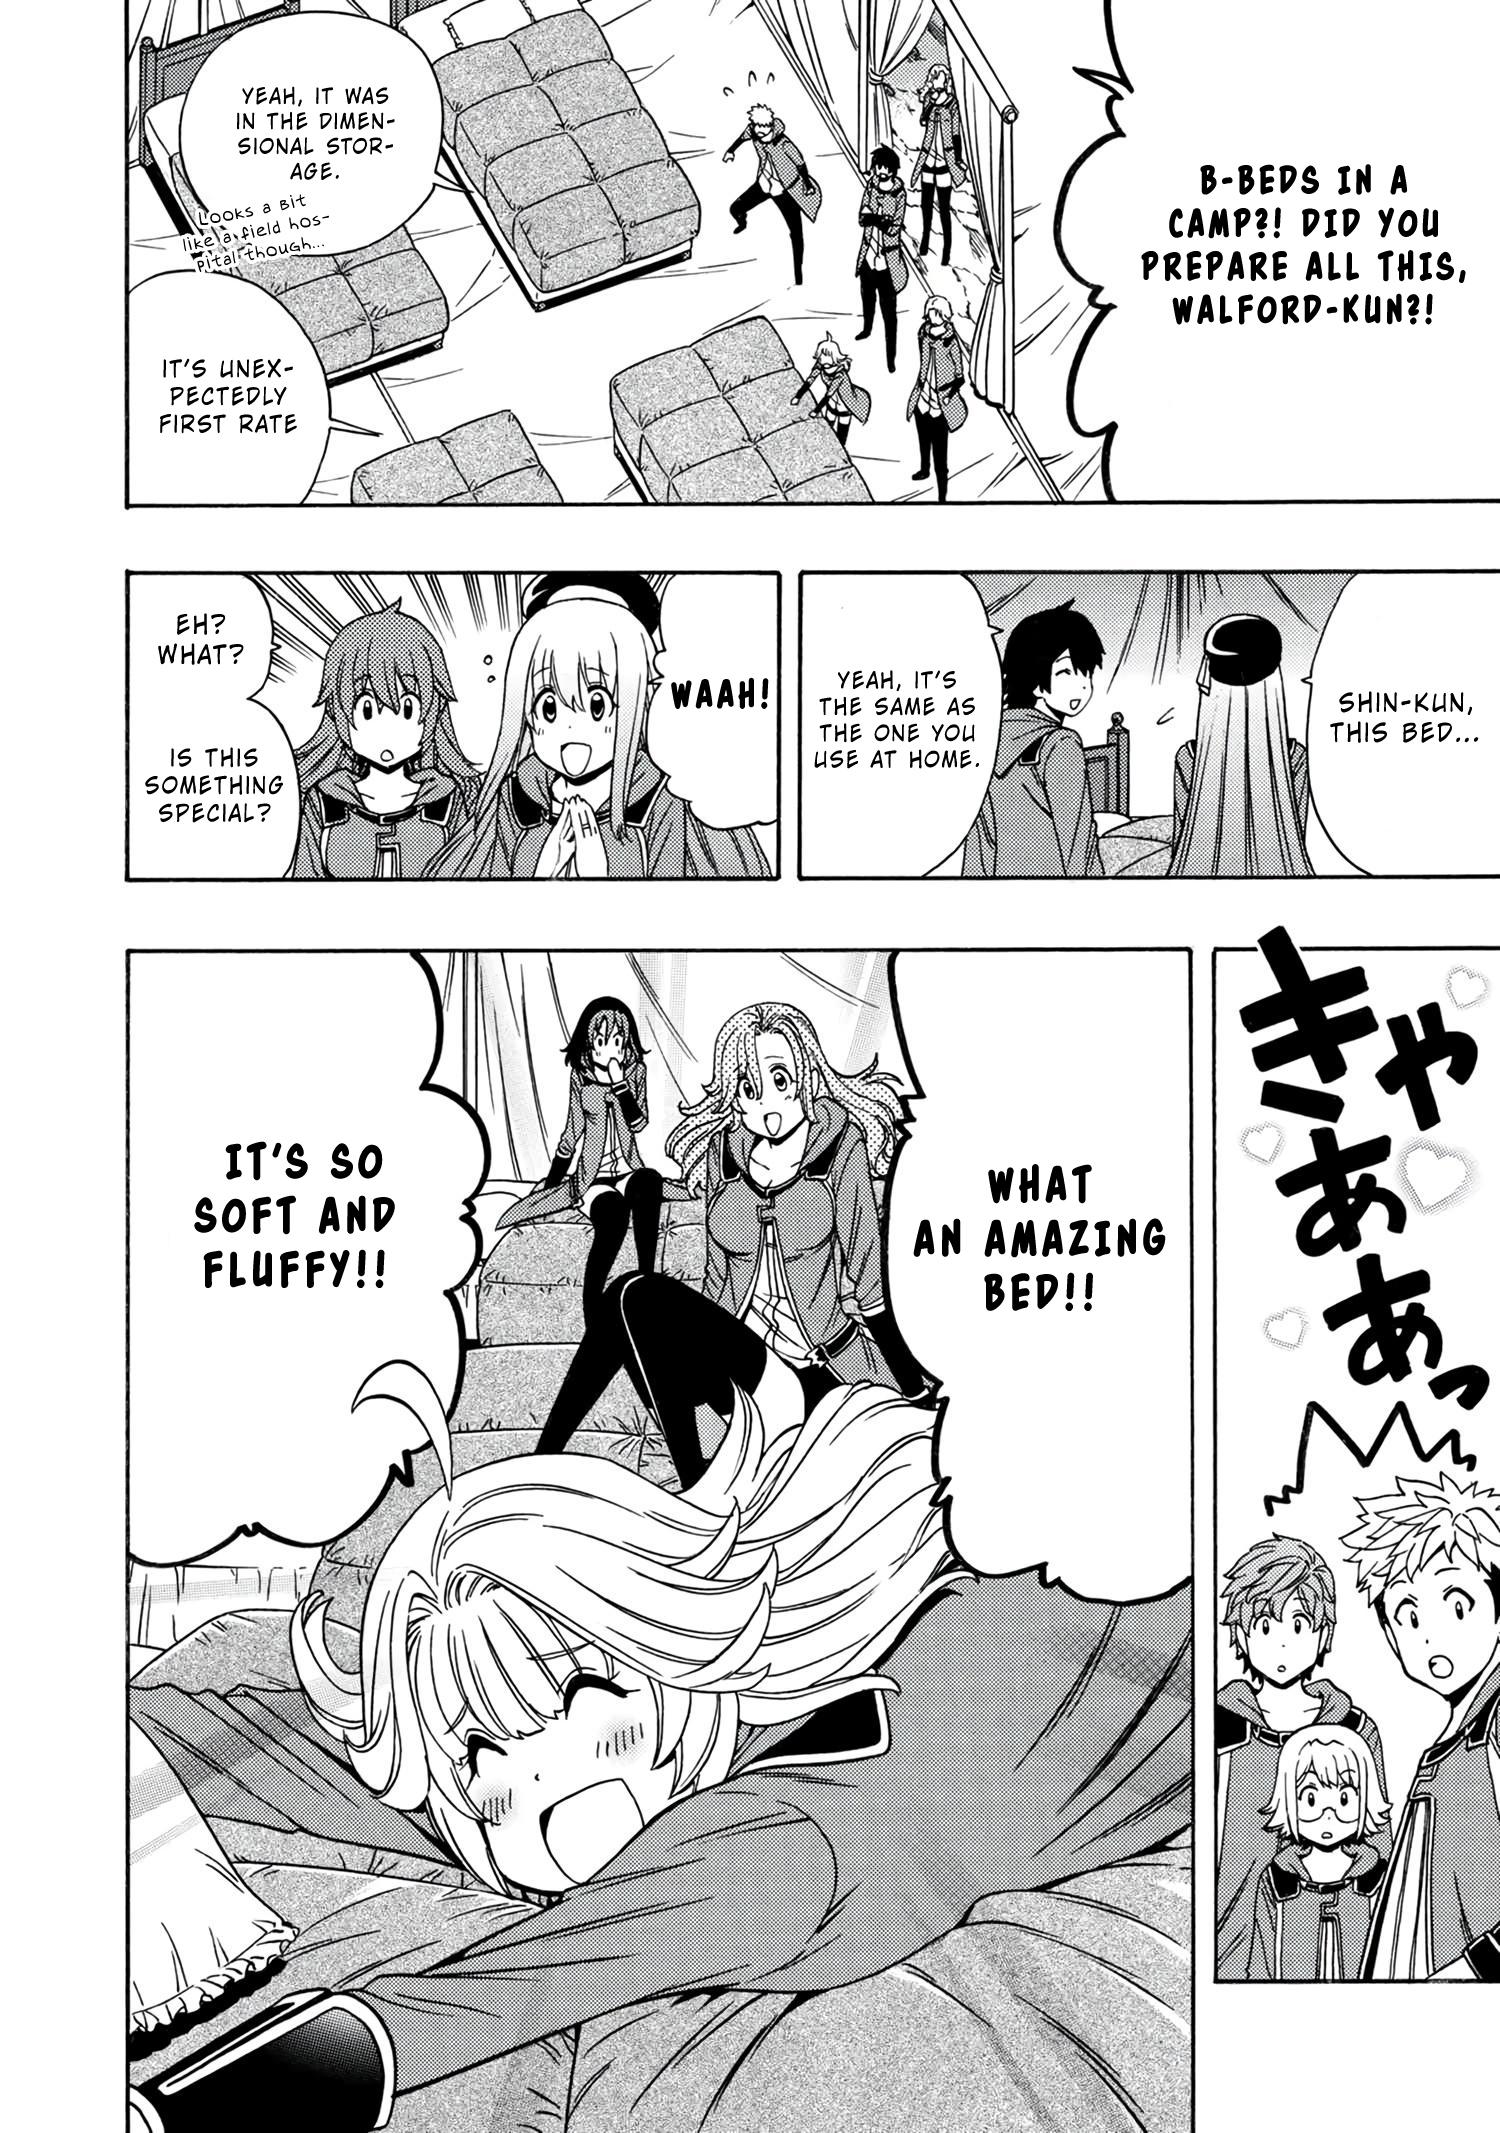 B-BEDS IN A
CAMP?! DID YOU
PREPARE ALL THIS,
WALFORD-KUN?!
YEAH, IT WAS
IN THE DIMEN-
SIONAL STOR-
AGE.
Looks a bit
like a field hos-
pital though...
IT'S UNEX-
PECTEDLY
FIRST RATE
SHIN-KUN,
THIS BED...
YEAH, IT'S
THE SAME AS
THE ONE YOU
USE AT HOME.
WAAH!
EH?
WHAT?
IS THIS
SOMETHING
SPECIAL?
きゃあああっ
WHAT
AN AMAZING
BED!!
IT'S SO
SOFT AND
FLUFFY!!